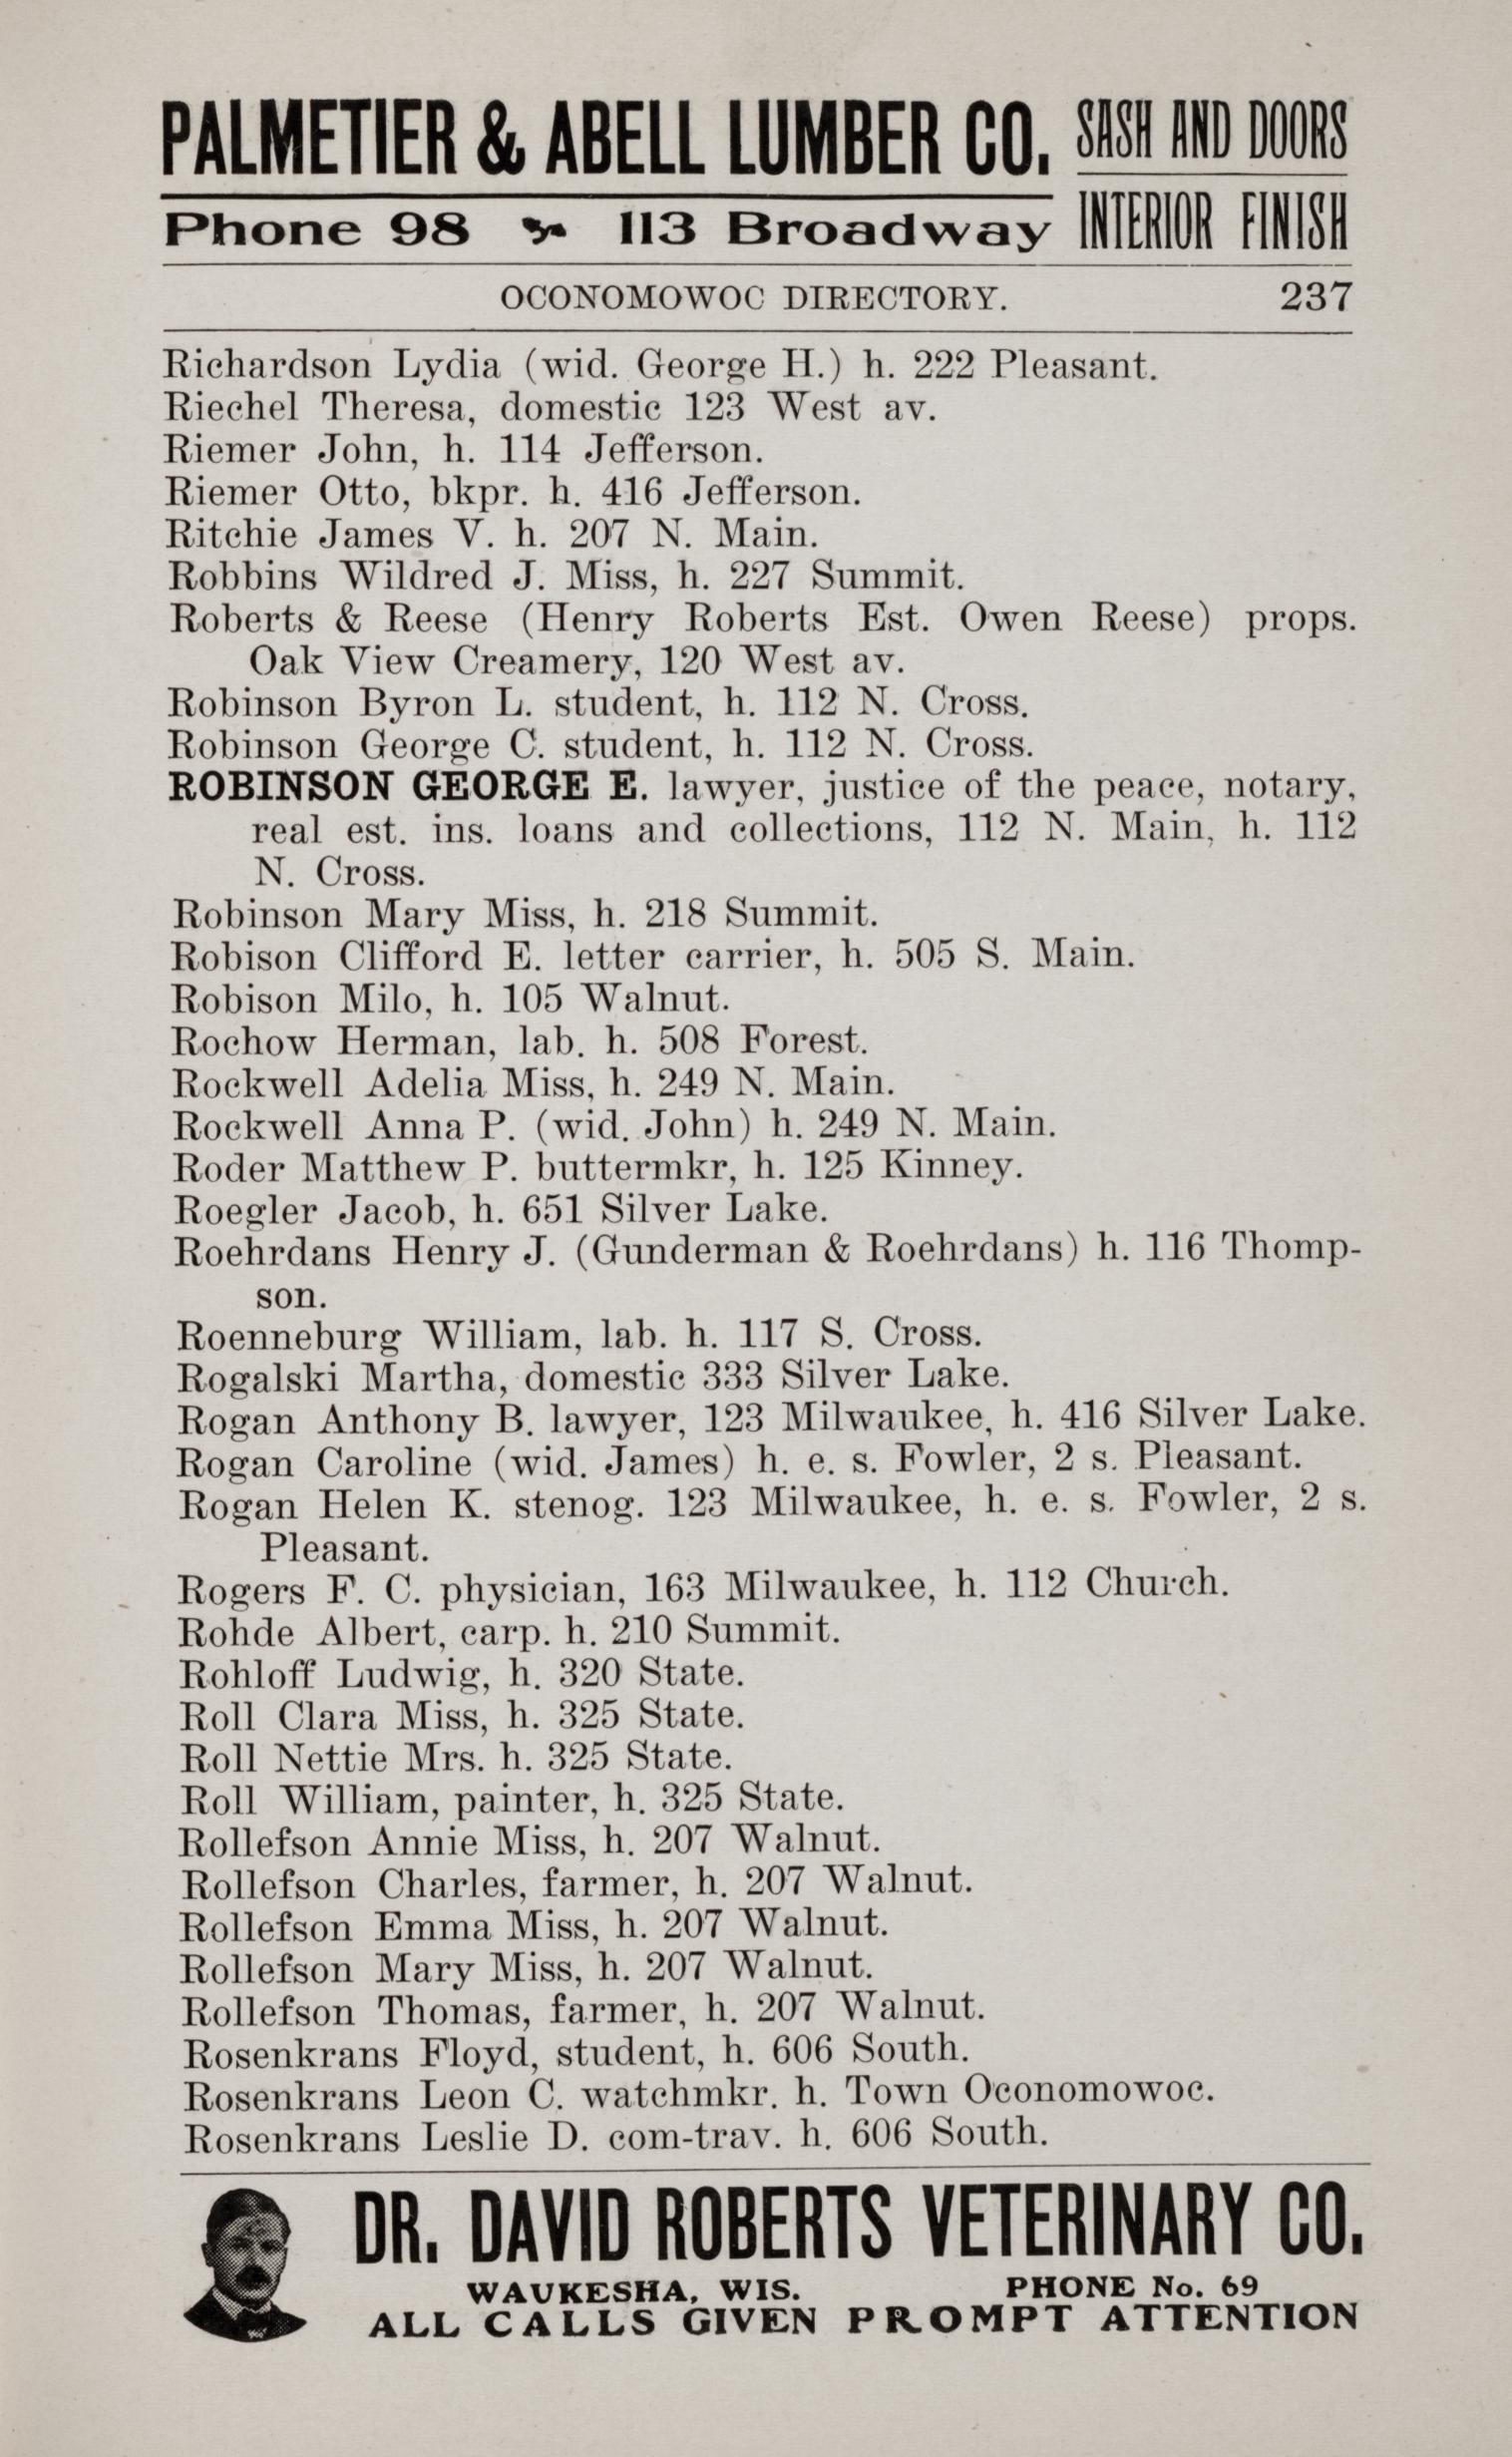 PALMETIER & ABELL LUMBER CO. SASH AND DOORS
Phone 98 113 Broadway INTERIOR FINISH
OCONOMOWOC DIRECTORY. 237
Richardson Lydia (wid. George H.) h. 222 Pleasant.
Riechel Theresa, domestic 123 West av.
Riemer John, h. 114 Jefferson.
Riemer Otto, bkpr. h. 416 Jefferson.
Ritchie James V. h. 207 N. Main.
Robbins Wildred J. Miss, h. 227 Summit.
Roberts & Reese (Henry Roberts Est. Owen Reese) props.
Oak View Creamery, 120 West av.
Robinson Byron L. student, h. 112 N. Cross.
Robinson George C. student, h. 112 N. Cross.
ROBINSON GEORGE E. lawyer, justice of the peace, notary,
real est. ins. loans and collections, 112 N. Main, h. 112
N. Cross.
Robinson Mary Miss, h. 218 Summit.
Robison Clifford E. letter carrier, h. 505 S. Main.
Robison Milo, h. 105 Walnut.
Rochow Herman, lab. h. 508 Forest.
Rockwell Adelia Miss, h. 249 N. Main.
Rockwell Anna P. (wid. John) h. 249 N. Main.
Roder Matthew P. buttermkr, h. 125 Kinney.
Roegler Jacob, h. 651 Silver Lake.
Roehrdans Henry J. (Gunderman & Roehrdans) h. 116 Thomp-
son.
Roenneburg William, lab. h. 117 S. Cross.
Rogalski Martha, domestic 333 Silver Lake.
Rogan Anthony B. lawyer, 123 Milwaukee, h. 416 Silver Lake.
Rogan Caroline (wid. James) h. e. s. Fowler, 2 s. Pleasant.
Rogan Helen K. stenog. 123 Milwaukee, h. e. s. Fowler, 2 s.
Pleasant.
Rogers F. C. physician, 163 Milwaukee, h. 112 Church.
Rohde Albert, carp. h. 210 Summit.
Rohloff Ludwig, h. 320 State.
Roll Clara Miss, h. 325 State.
Roll Nettie Mrs. h. 325 State.
Roll William, painter, h. 325 State.
Rollefson Annie Miss, h. 207 Walnut.
Rollefson Charles, farmer, h. 207 Walnut.
Rollefson Emma Miss, h. 207 Walnut.
Rollefson Mary Miss, h. 207 Walnut.
Rollefson Thomas, farmer, h. 207 Walnut.
Rosenkrans Floyd, student, h. 606 South.
Rosenkrans Leon C. watchmkr. h. Town Oconomowoc.
Rosenkrans Leslie D. com-trav. h. 606 South.
DR. DAVID ROBERTS VETERINARY CO.
WAUKESHA, WIS. PHONE No. 69
ALL CALLS GIVEN PROMPT ATTENTION